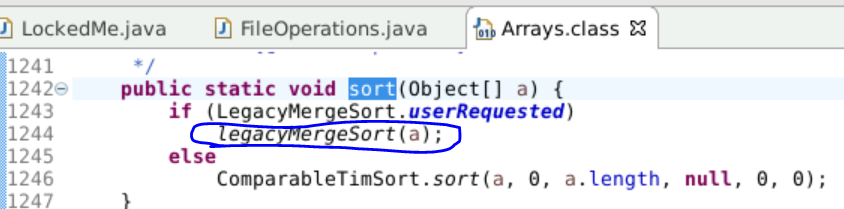 LockedMe.java FileOperations.java Arrays.class
1241 */
1242 public static void sort(Object[] a) {
1243 if (LegacyMergeSort.userRequested)
1244 legacyMergeSort(a);
1245 else
1246 ComparableTimSort.sort(a, 0, a.length, null, 0, 0);
1247 }